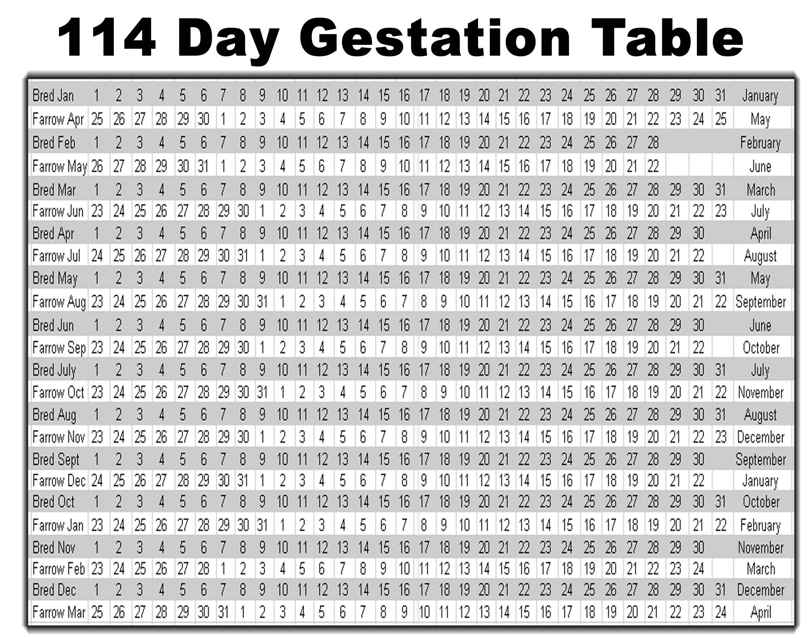 114 Day Gestation Table
Bred Jan 1 2 3 4 5 6 7 8 9 10 11 12 13 14 15 16 17 18 19 20 21 22 23 24 25 26 27 28 29 30 31 January
Farrow Apr 25 26 27 28 29 30 1 2 3 4 5 6 7 8 9 10 11 12 13 14 15 16 17 18 19 20 21 22 23 24 25 May
Bred Feb 1 2 3 4 5 6 7 8 9 10 11 12 13 14 15 16 17 18 19 20 21 22 23 24 25 26 27 28 February
Farrow May 26 27 28 29 30 31 1 2 3 4 5 6 7 8 9 10 11 12 13 14 15 16 17 18 19 20 21 22 June
Bred Mar 1 2 3 4 5 6 7 8 9 10 11 12 13 14 15 16 17 18 19 20 21 22 23 24 25 26 27 28 29 30 31 March
Farrow Jun 23 24 25 26 27 28 29 30 1 2 3 4 5 6 7 8 9 10 11 12 13 14 15 16 17 18 19 20 21 22 23 July
Bred Apr 1 2 3 4 5 6 7 8 9 10 11 12 13 14 15 16 17 18 19 20 21 22 23 24 25 26 27 28 29 30 April
Farrow Jul 24 25 26 27 28 29 30 31 1 2 3 4 5 6 7 8 9 10 11 12 13 14 15 16 17 18 19 20 21 22 August
Bred May 1 2 3 4 5 6 7 8 9 10 11 12 13 14 15 16 17 18 19 20 21 22 23 24 25 26 27 28 29 30 31 May
Farrow Aug 23 24 25 26 27 28 29 30 31 1 2 3 4 5 6 7 8 9 10 11 12 13 14 15 16 17 18 19 20 21 22 September
Bred Jun 1 2 3 4 5 6 7 8 9 10 11 12 13 14 15 16 17 18 19 20 21 22 23 24 25 26 27 28 29 30 June
Farrow Sep 23 24 25 26 27 28 29 30 1 2 3 4 5 6 7 8 9 10 11 12 13 14 15 16 17 18 19 20 21 22 October
Bred July 1 2 3 4 5 6 7 8 9 10 11 12 13 14 15 16 17 18 19 20 21 22 23 24 25 26 27 28 29 30 31 July
Farrow Oct 23 24 25 26 27 28 29 30 31 1 2 3 4 5 6 7 8 9 10 11 12 13 14 15 16 17 18 19 20 21 22 November
Bred Aug 1 2 3 4 5 6 7 8 9 10 11 12 13 14 15 16 17 18 19 20 21 22 23 24 25 26 27 28 29 30 31 August
Farrow Nov 23 24 25 26 27 28 29 30 1 2 3 4 5 6 7 8 9 10 11 12 13 14 15 16 17 18 19 20 21 22 23 December
Bred Sept 1 2 3 4 5 6 7 8 9 10 11 12 13 14 15 16 17 18 19 20 21 22 23 24 25 26 27 28 29 30 September
Farrow Dec 24 25 26 27 28 29 30 31 1 2 3 4 5 6 7 8 9 10 11 12 13 14 15 16 17 18 19 20 21 22 January
Bred Oct 1 2 3 4 5 6 7 8 9 10 11 12 13 14 15 16 17 18 19 20 21 22 23 24 25 26 27 28 29 30 31 October
Farrow Jan 23 24 25 26 27 28 29 30 31 1 2 3 4 5 6 7 8 9 10 11 12 13 14 15 16 17 18 19 20 21 22 February
Bred Nov 1 2 3 4 5 6 7 8 9 10 11 12 13 14 15 16 17 18 19 20 21 22 23 24 25 26 27 28 29 30 November
Farrow Feb 23 24 25 26 27 28 1 2 3 4 5 6 7 8 9 10 11 12 13 14 15 16 17 18 19 20 21 22 23 24 March
Bred Dec 1 2 3 4 5 6 7 8 9 10 11 12 13 14 15 16 17 18 19 20 21 22 23 24 25 26 27 28 29 30 31 December
Farrow Mar 25 26 27 28 29 30 31 1 2 3 4 5 6 7 8 9 10 11 12 13 14 15 16 17 18 19 20 21 22 23 24 April